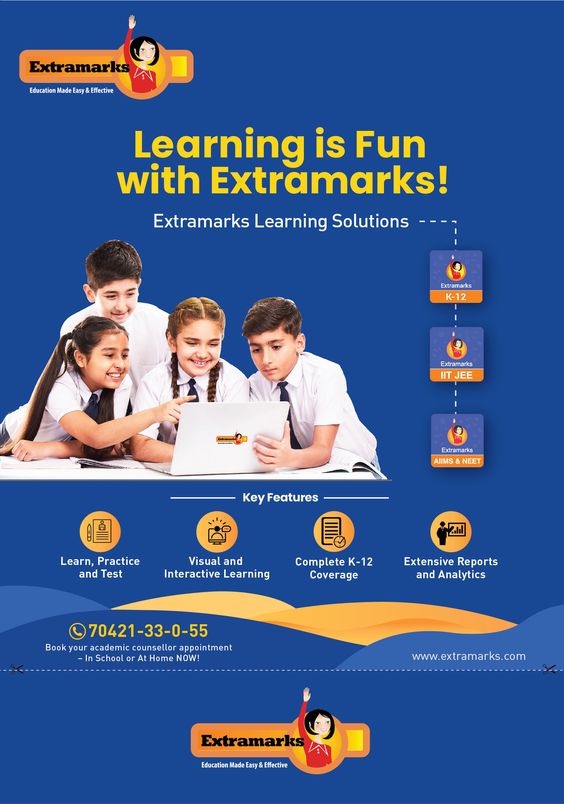 Extramarks
Education Made Easy & Effective
Learning is Fun
with Extramarks!
Extramarks Learning Solutions
Extramarks
K-12
Extramarks
IIT JEE
Extramarks
AIIMS & NEET
Extramarks
Key Features
Learn, Practice
and Test
Visual and
Interactive Learning
Complete K-12
Coverage
Extensive Reports
and Analytics
70421-33-0-55
Book your academic counsellor appointment
– In School or At Home NOW!
www.extramarks.com
Extramarks
Education Made Easy & Effective